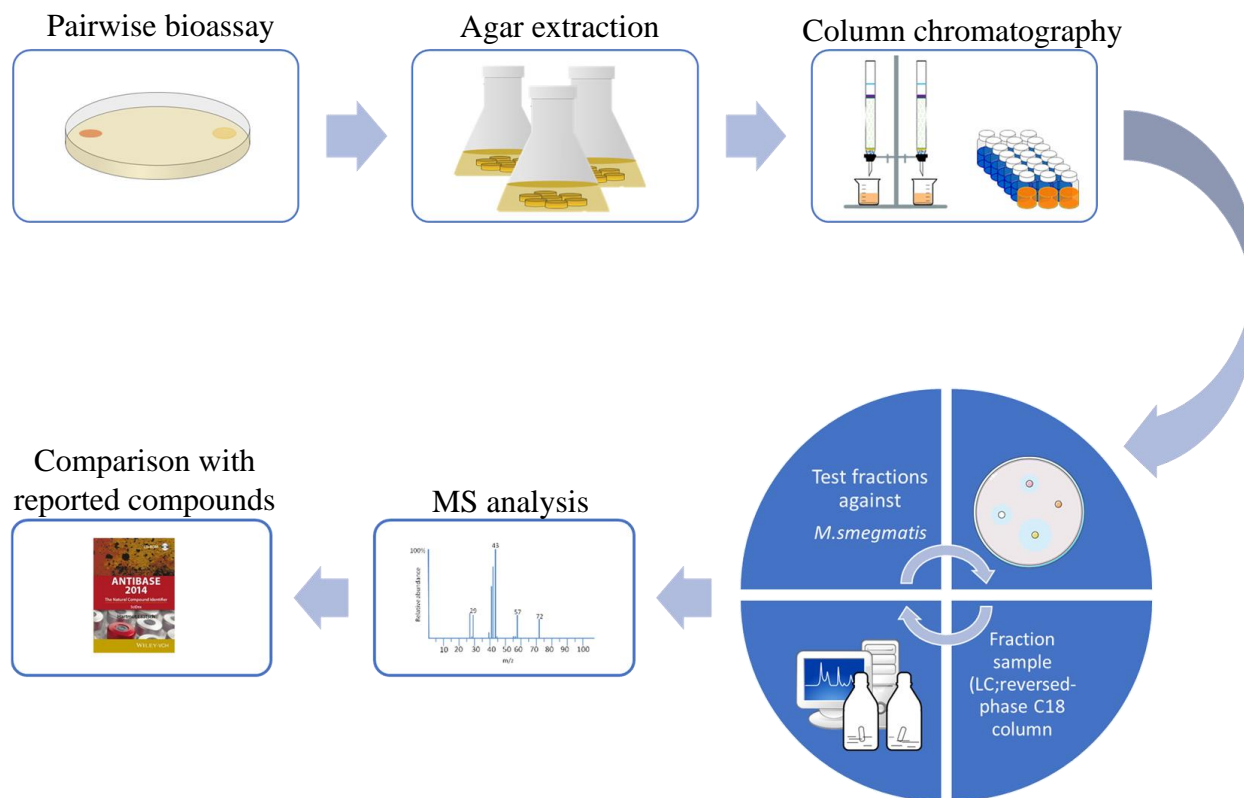 Pairwise bioassay
Agar extraction
Column chromatography
Test fractions
against
M.smegmatis
Fraction
sample
(LC;reversed-
phase C18
column
MS analysis
100%
Relative abundance
43
29
57
72
10 20 30 40 50 60 70 80 90 100
m/z
Comparison with
reported compounds
ANTIBASE
2014
The Natural Compound Identifier
WILEY-VCH